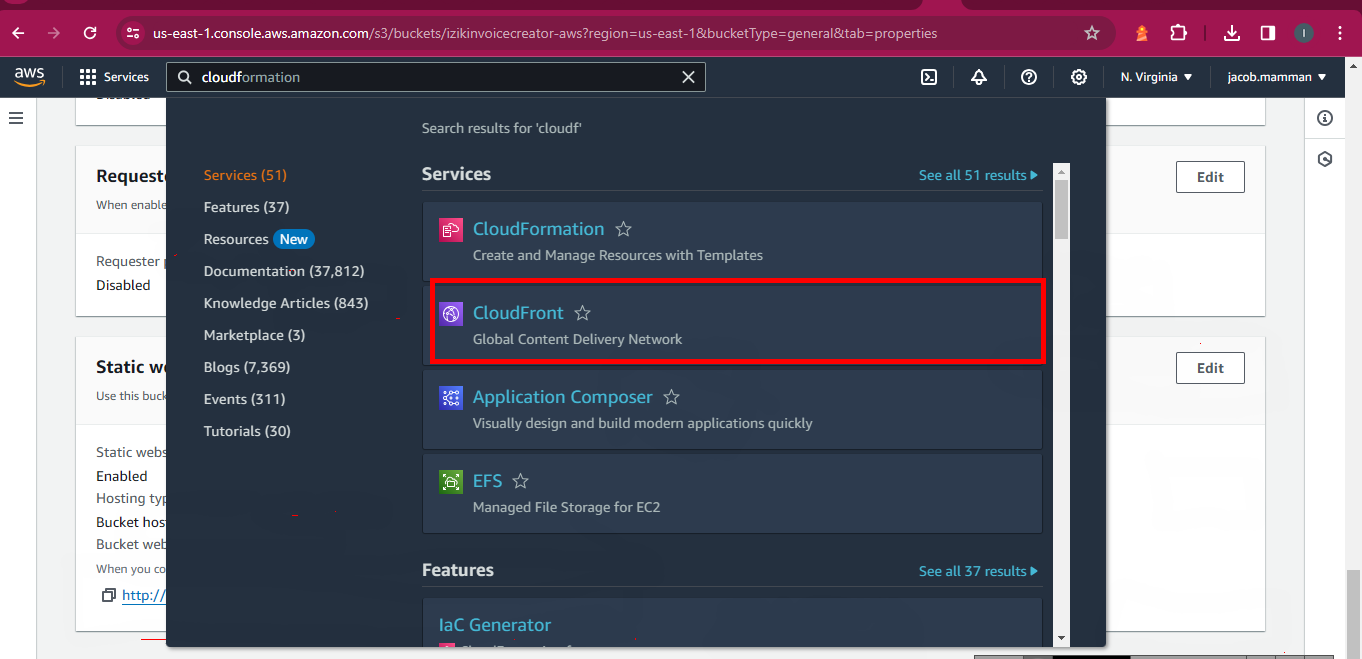 us-east-1.console.aws.amazon.com/s3/buckets/izikinvoicecreator-aws?region=us-east-1&bucketType=general&tab=properties
I
aws
Services
cloudformation
N. Virginia
jacob.mamman
Search results for 'cloudf'
Services (51)
Features (37)
Resources New
Documentation (37,812)
Knowledge Articles (843)
Marketplace (3)
Blogs (7,369)
Events (311)
Tutorials (30)
Services
See all 51 results
CloudFormation
Create and Manage Resources with Templates
CloudFront
Global Content Delivery Network
Application Composer
Visually design and build modern applications quickly
EFS
Managed File Storage for EC2
Features
See all 37 results
IaC Generator
When enable
Requester
Disabled
Edit
Use this buck
Static webs
Enabled
Hosting typ
Bucket hos
Bucket web
When you co
http://
Edit